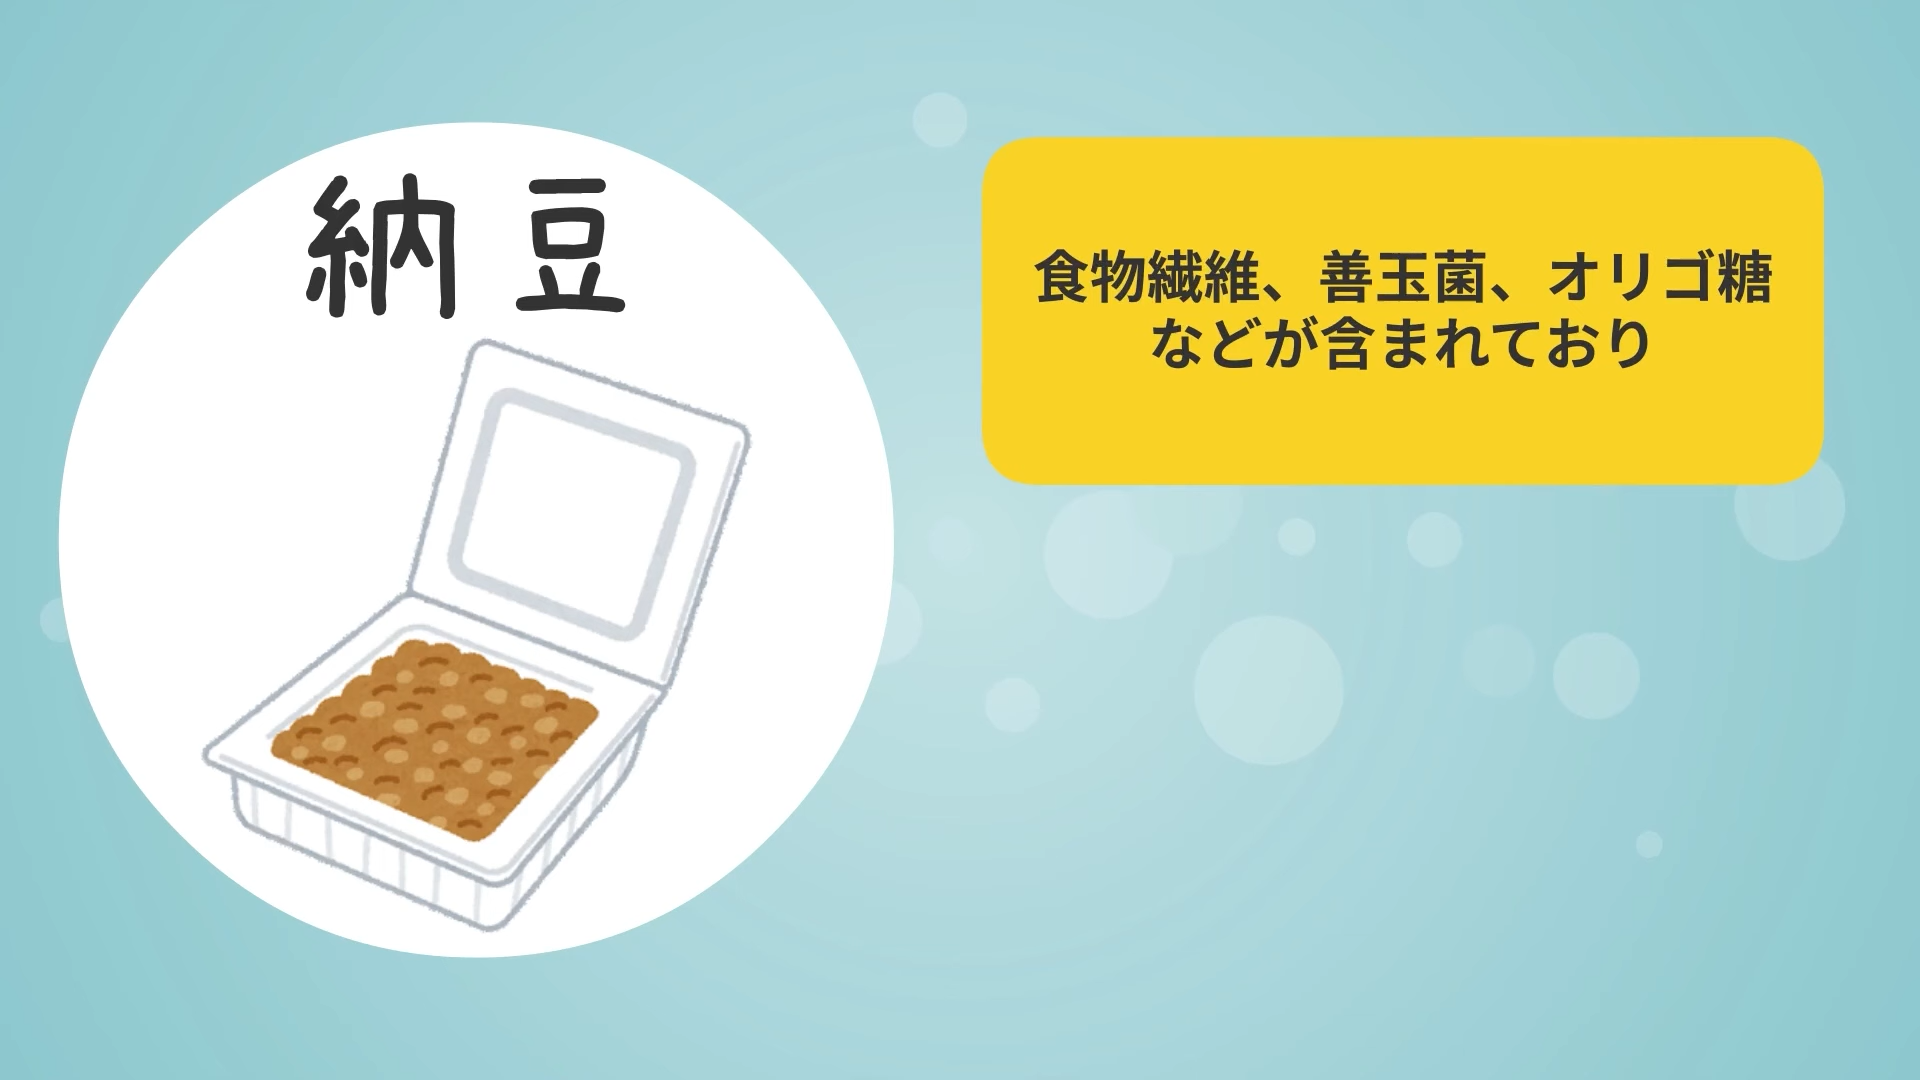 納豆
食物繊維、善玉菌、オリゴ糖
などが含まれており